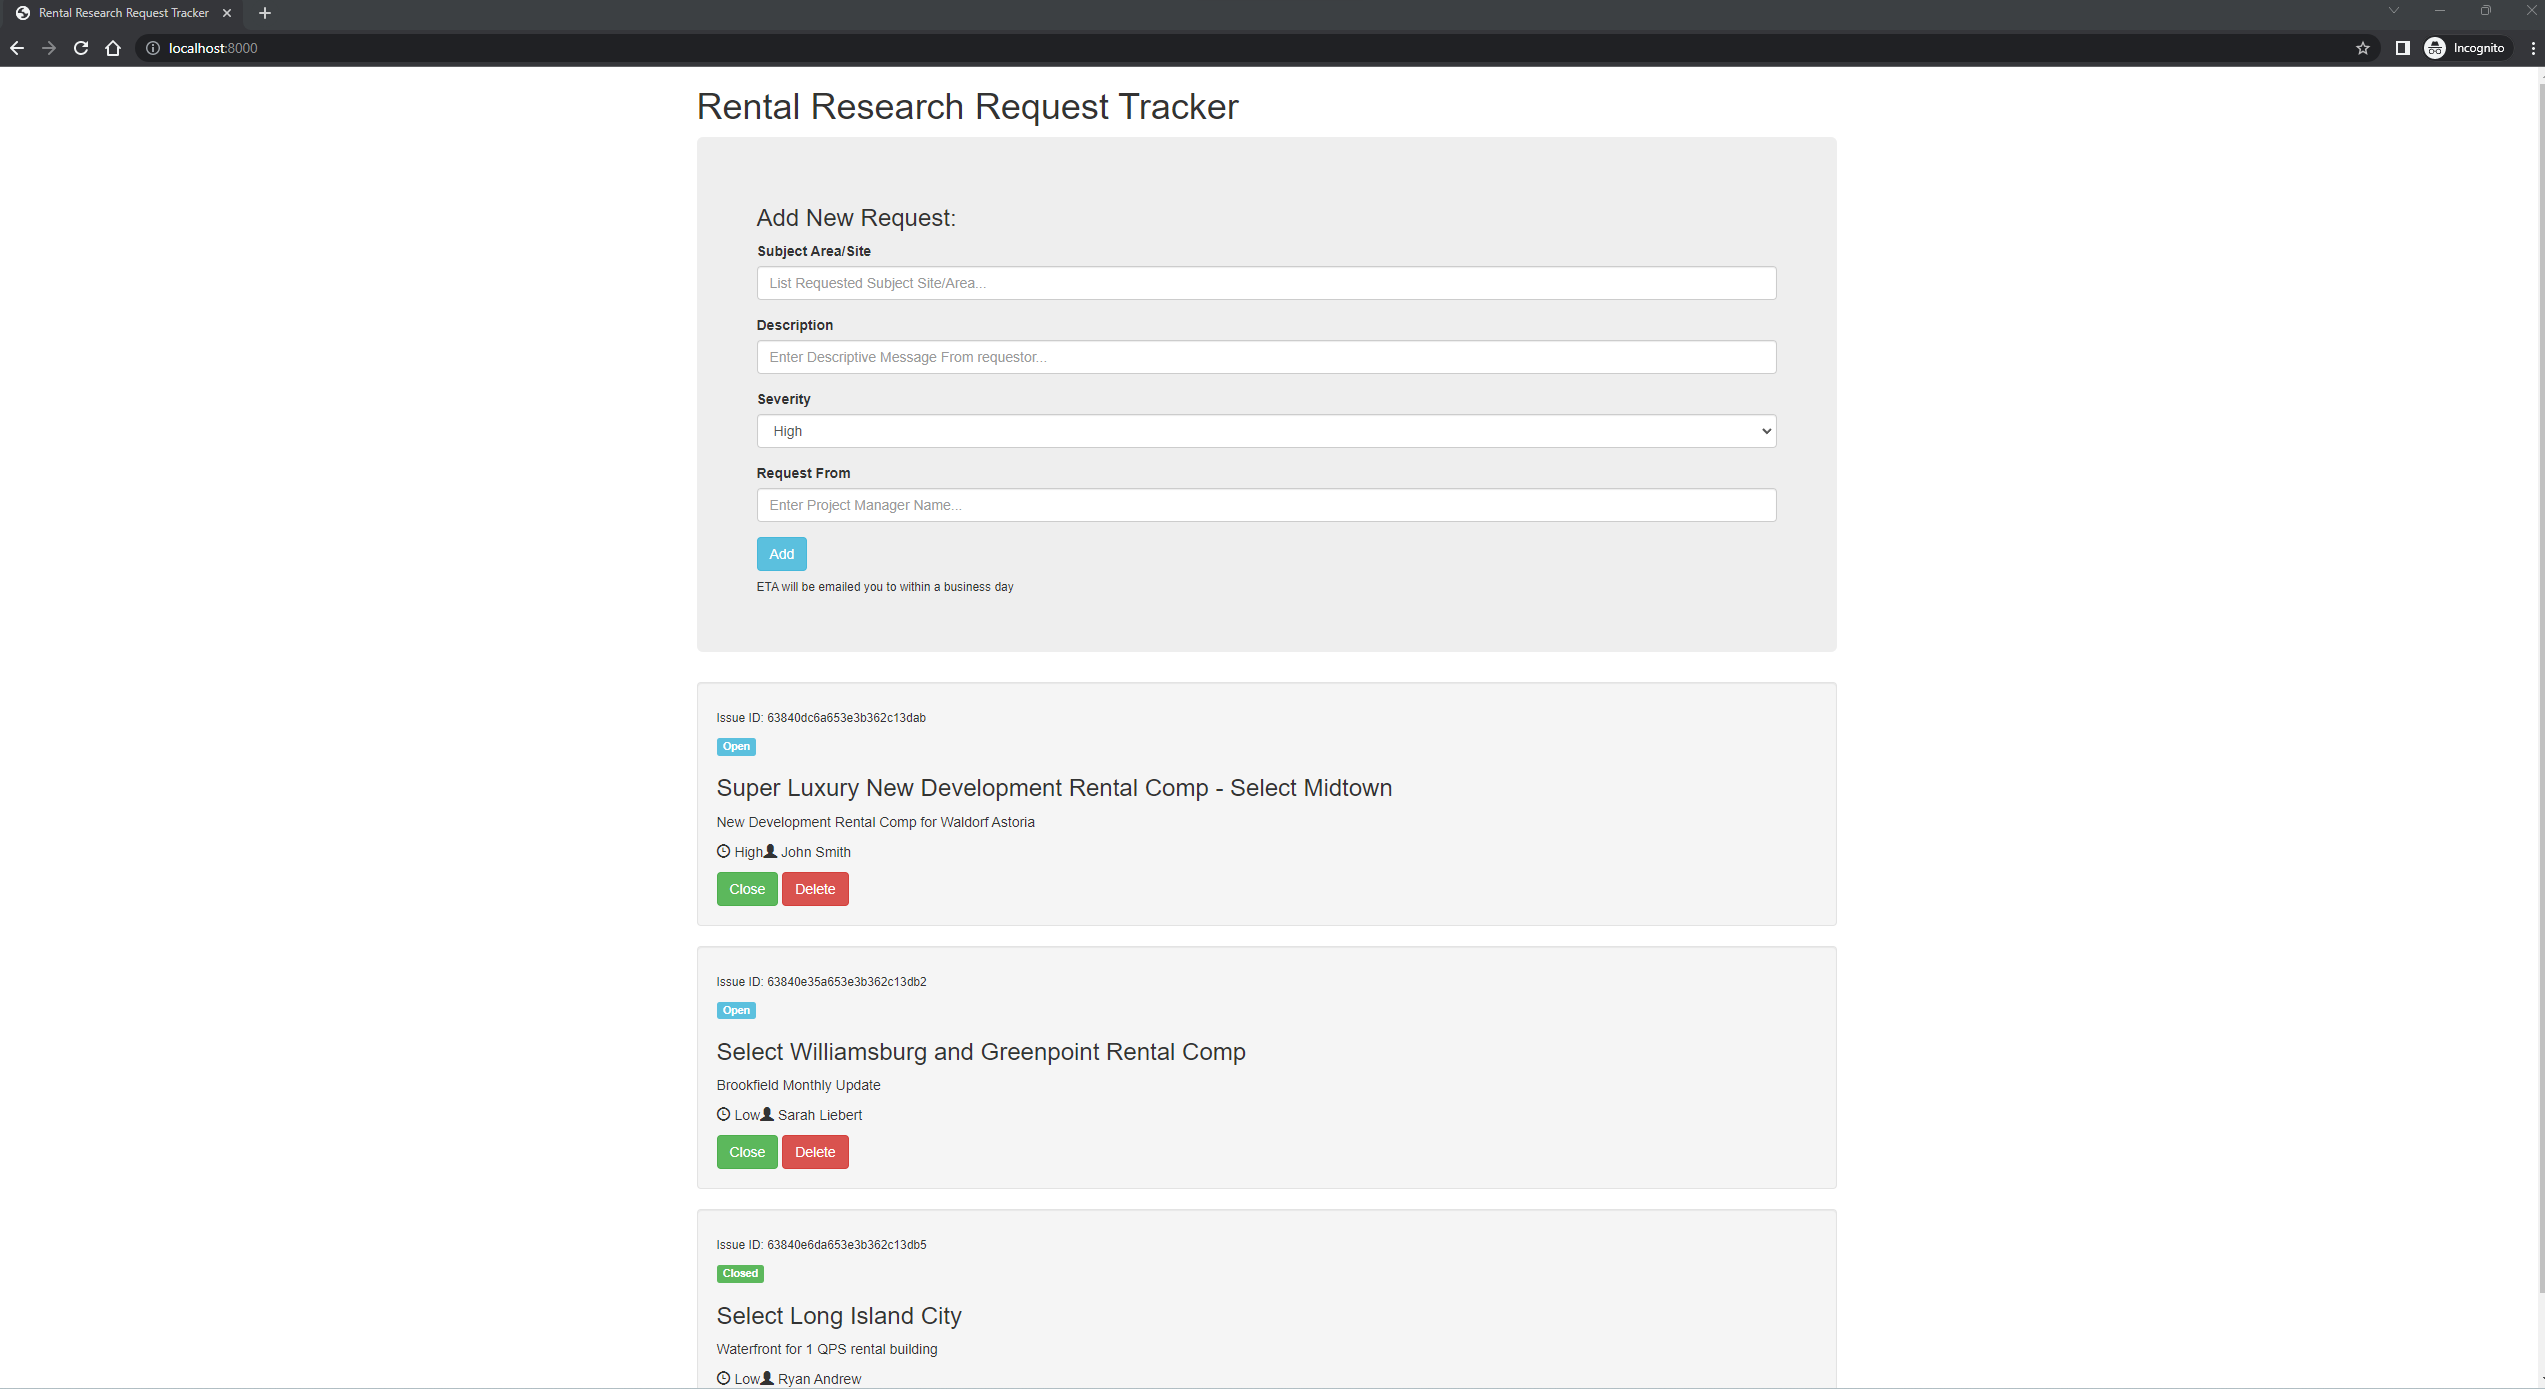 Rental Research Request Tracker
localhost:8000
Incognito
Rental Research Request Tracker
Add New Request:
Subject Area/Site
List Requested Subject Site/Area...
Description
Enter Descriptive Message From requestor...
Severity
High
Request From
Enter Project Manager Name...
Add
ETA will be emailed you to within a business day
Issue ID: 63840dc6a653e3b362c13dab
Open
Super Luxury New Development Rental Comp - Select Midtown
New Development Rental Comp for Waldorf Astoria
High John Smith
Close Delete
Issue ID: 63840e35a653e3b362c13db2
Open
Select Williamsburg and Greenpoint Rental Comp
Brookfield Monthly Update
Low Sarah Liebert
Close Delete
Issue ID: 63840e6da653e3b362c13db5
Closed
Select Long Island City
Waterfront for 1 QPS rental building
Low Ryan Andrew